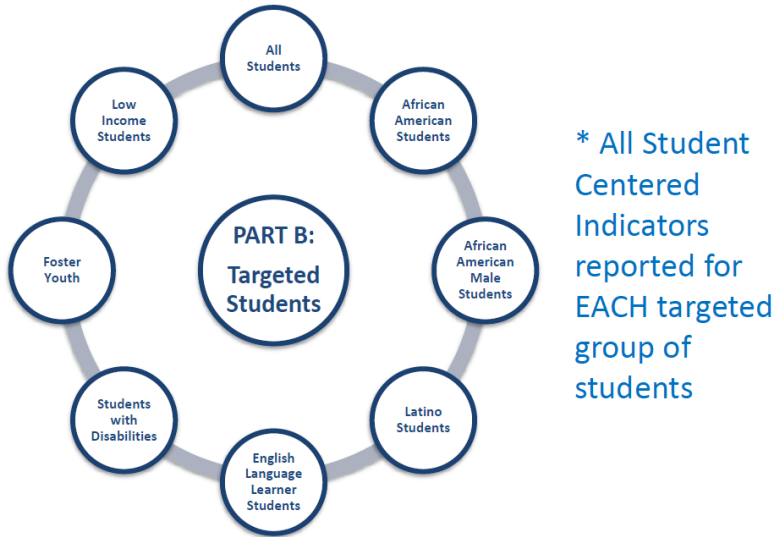 All
Students
African
American
Students
African
American
Male
Students
Latino
Students
English
Language
Learner
Students
Students
with
Disabilities
Foster
Youth
Low
Income
Students
PART B:
Targeted
Students
* All Student
Centered
Indicators
reported for
EACH targeted
group of
students